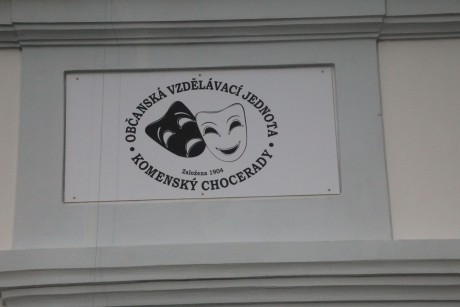 • OBČANSKÁ VZDĚLÁVACÍ JEDNOTA •
KOMENSKÝ CHOCERADY
Založena 1904